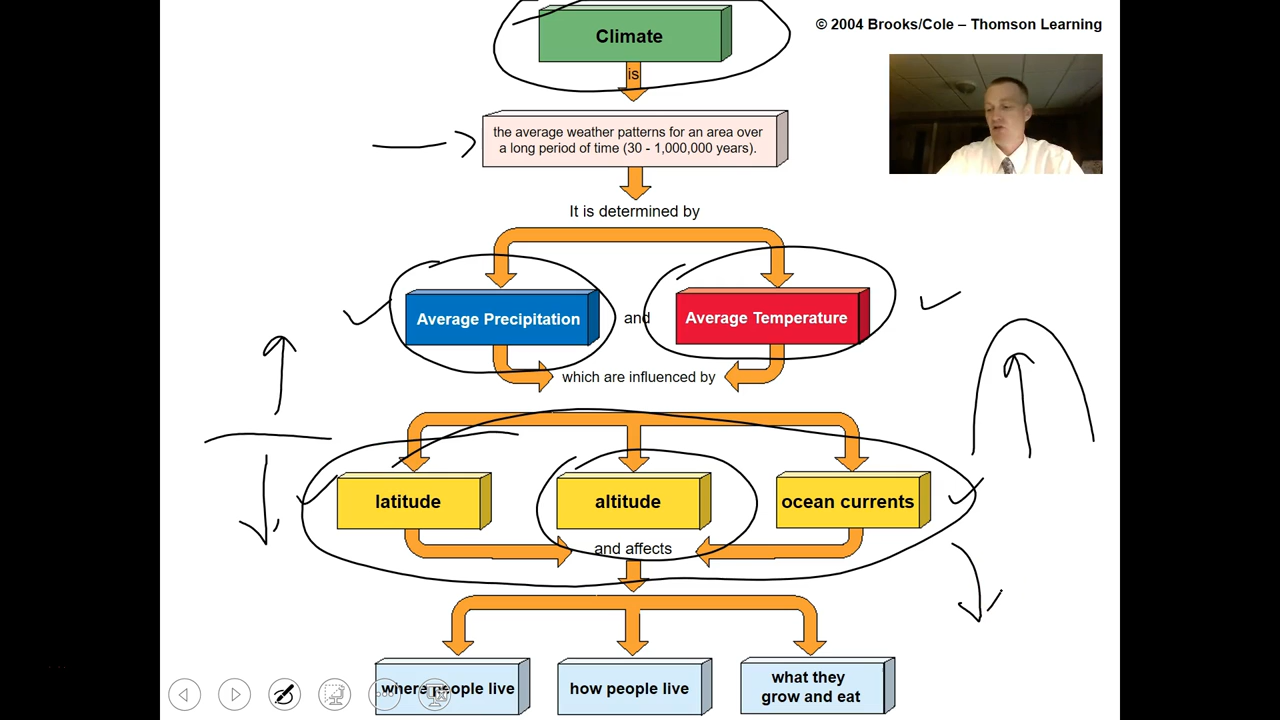 © 2004 Brooks/Cole – Thomson Learning
Climate
is
the average weather patterns for an area over
a long period of time (30 - 1,000,000 years).
It is determined by
Average Precipitation
and
Average Temperature
which are influenced by
latitude
altitude
ocean currents
and affects
where people live
how people live
what they
grow and eat